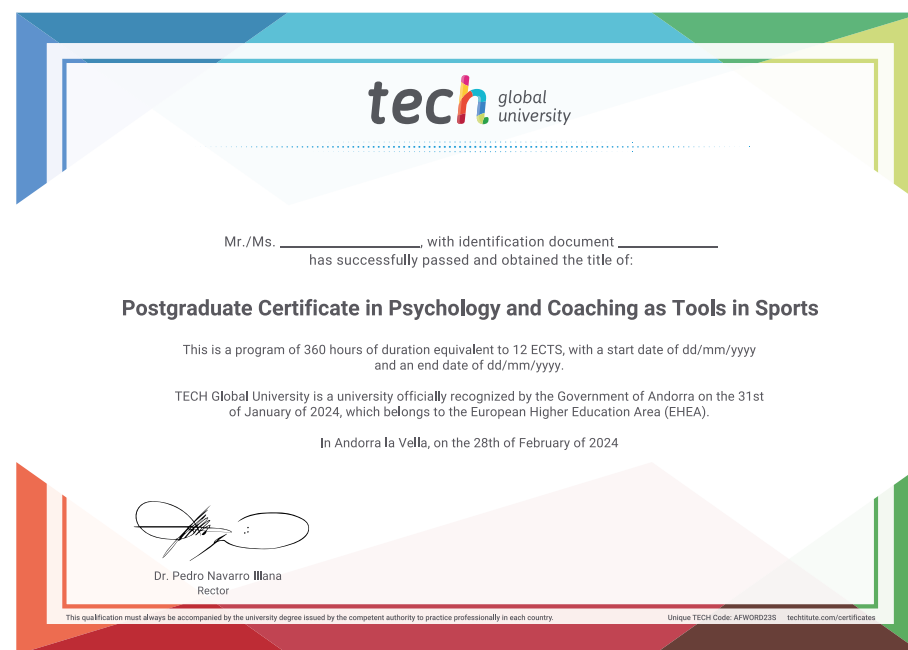 tech global university
Mr./Ms. ____________________, with identification document ______________
has successfully passed and obtained the title of:
Postgraduate Certificate in Psychology and Coaching as Tools in Sports
This is a program of 360 hours of duration equivalent to 12 ECTS, with a start date of dd/mm/yyyy
and an end date of dd/mm/yyyy.
TECH Global University is a university officially recognized by the Government of Andorra on the 31st
of January of 2024, which belongs to the European Higher Education Area (EHEA).
In Andorra la Vella, on the 28th of February of 2024
Dr. Pedro Navarro Illana
Rector
This qualification must always be accompanied by the university degree issued by the competent authority to practice professionally in each country.
Unique TECH Code: AFWORD23S techtitute.com/certificates